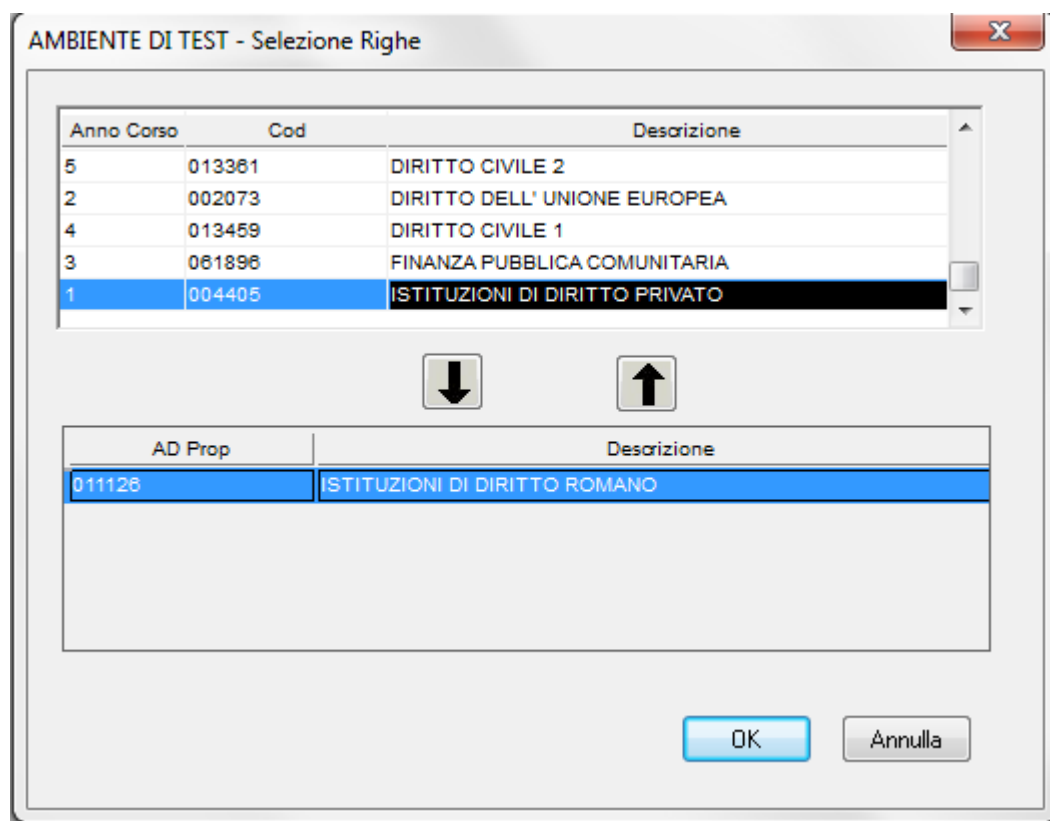 AMBIENTE DI TEST - Selezione Righe
Anno Corso Cod Descrizione
5 013361 DIRITTO CIVILE 2
2 002073 DIRITTO DELL' UNIONE EUROPEA
4 013459 DIRITTO CIVILE 1
3 061896 FINANZA PUBBLICA COMUNITARIA
1 004405 ISTITUZIONI DI DIRITTO PRIVATO
AD Prop Descrizione
011126 ISTITUZIONI DI DIRITTO ROMANO
OK Annulla